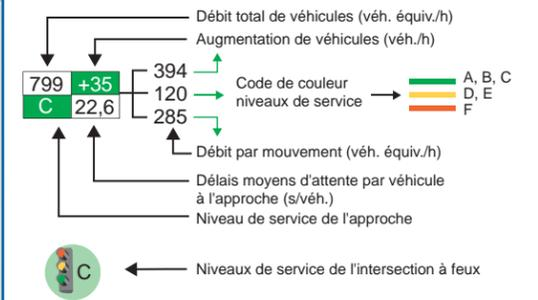 Débit total de véhicules (véh. équiv./h)
Augmentation de véhicules (véh./h)
799 +35
C 22,6
394
120
285
Code de couleur
niveaux de service
A, B, C
D, E
F
Débit par mouvement (véh. équiv./h)
Délais moyens d'attente par véhicule
à l'approche (s/véh.)
Niveau de service de l'approche
C
Niveaux de service de l'intersection à feux